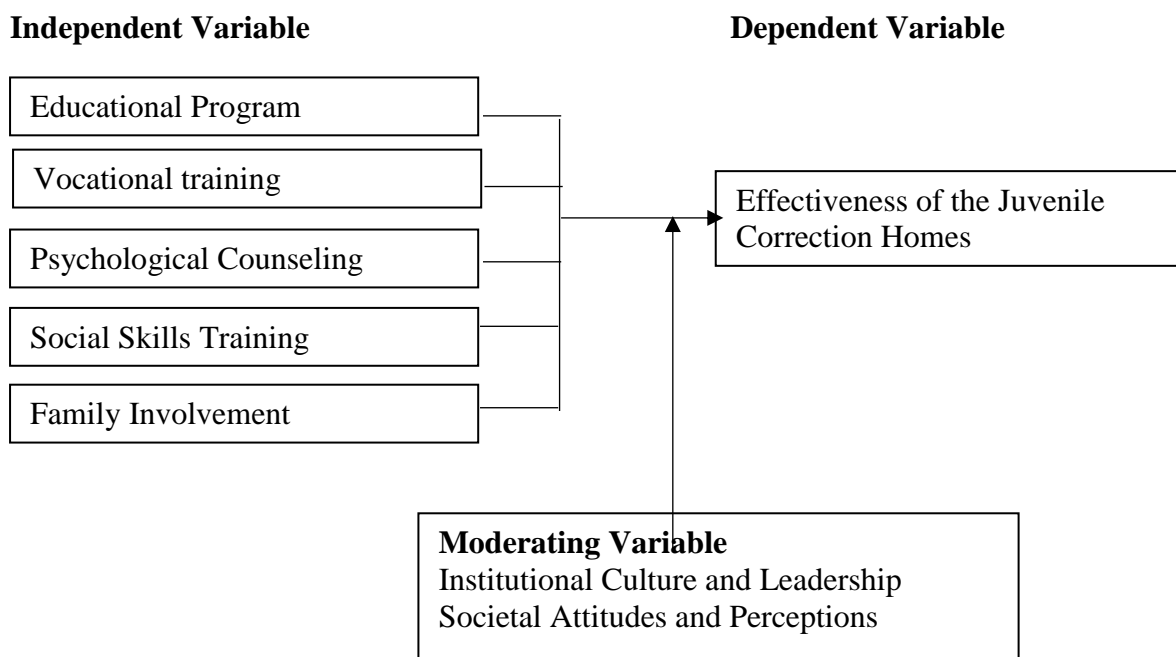 Independent Variable
Dependent Variable
Educational Program
Vocational training
Psychological Counseling
Social Skills Training
Family Involvement
Effectiveness of the Juvenile
Correction Homes
Moderating Variable
Institutional Culture and Leadership
Societal Attitudes and Perceptions